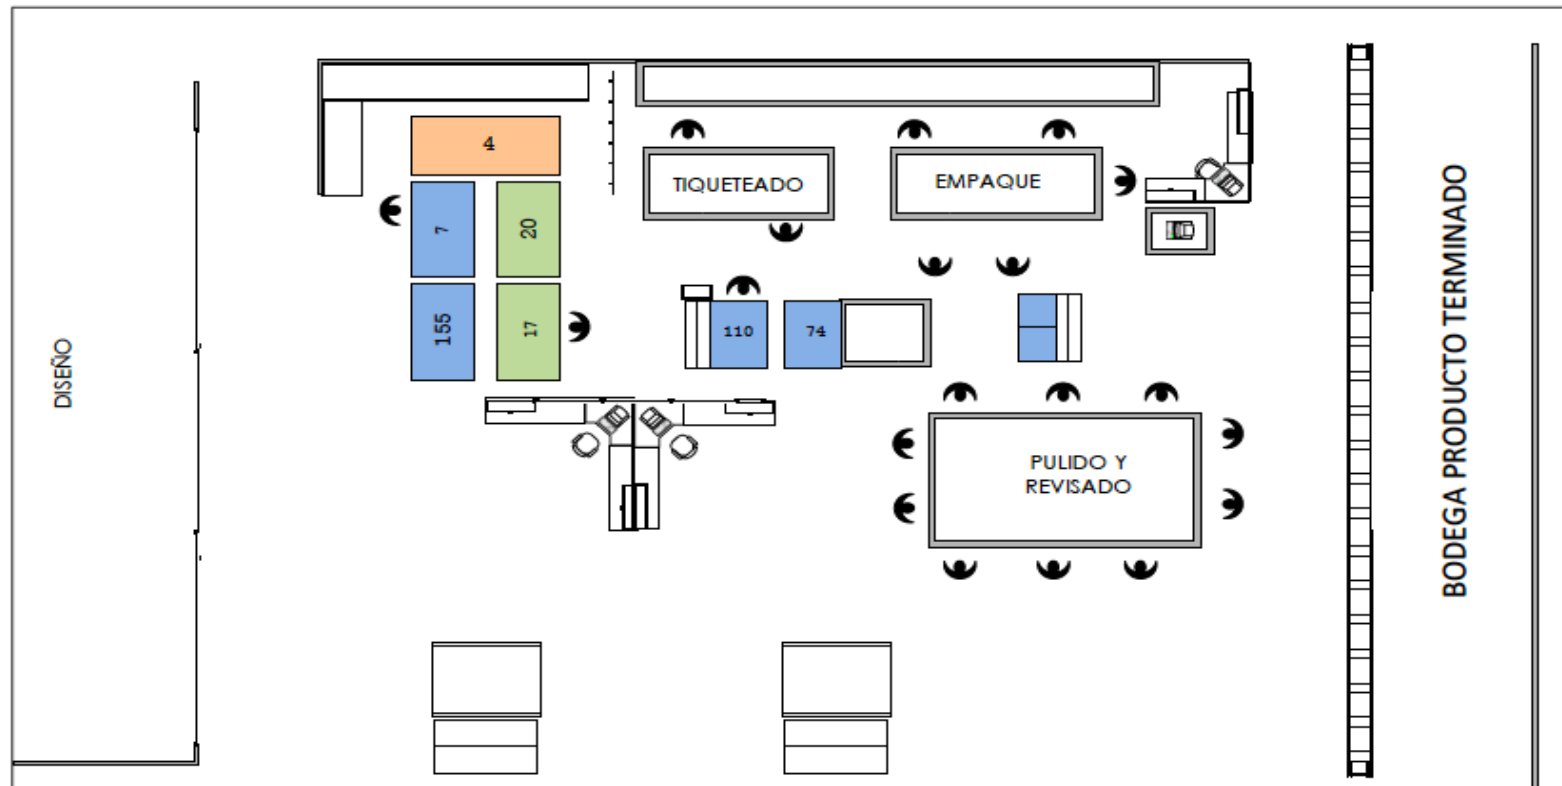 DISEÑO
4
7
20
155
17
TIQUETEADO
EMPAQUE
110
74
PULIDO Y
REVISADO
BODEGA PRODUCTO TERMINADO